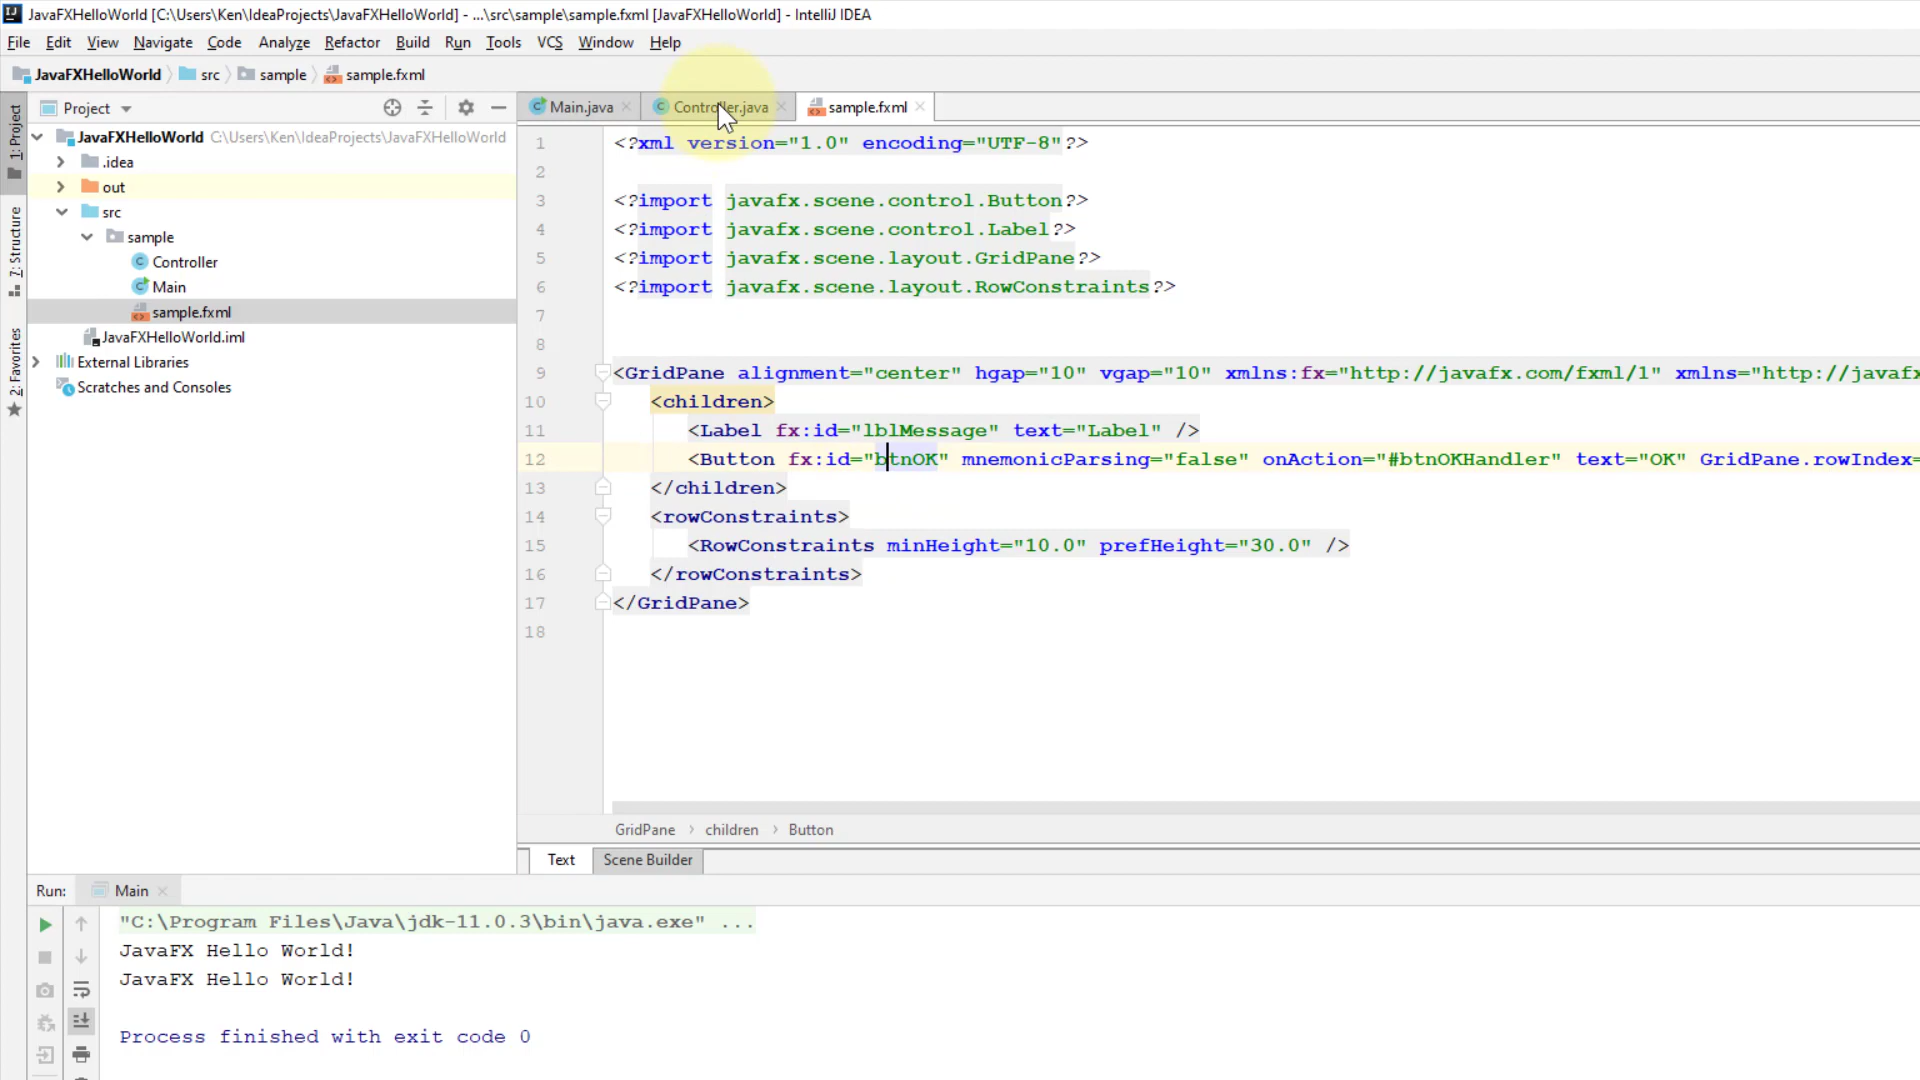 JavaFXHelloWorld [C:\Users\Ken\IdeaProjects\JavaFXHelloWorld] - ...\src\sample\sample.fxml [JavaFXHelloWorld] - IntelliJ IDEA
File Edit View Navigate Code Analyze Refactor Build Run Tools VCS Window Help
JavaFXHelloWorld src sample sample.fxml
Project
Main.java Controller.java sample.fxml
1: Project
7: Structure
2: Favorites
JavaFXHelloWorld C:\Users\Ken\IdeaProjects\JavaFXHelloWorld
.idea
out
src
sample
Controller
Main
sample.fxml
JavaFXHelloWorld.iml
External Libraries
Scratches and Consoles
1 <?xml version="1.0" encoding="UTF-8"?>
2
3 <?import javafx.scene.control.Button?>
4 <?import javafx.scene.control.Label?>
5 <?import javafx.scene.layout.GridPane?>
6 <?import javafx.scene.layout.RowConstraints?>
7
8
9 <GridPane alignment="center" hgap="10" vgap="10" xmlns:fx="http://javafx.com/fxml/1" xmlns="http://javafx
10 <children>
11 <Label fx:id="lblMessage" text="Label" />
12 <Button fx:id="btnOK" mnemonicParsing="false" onAction="#btnOKHandler" text="OK" GridPane.rowIndex=
13 </children>
14 <rowConstraints>
15 <RowConstraints minHeight="10.0" prefHeight="30.0" />
16 </rowConstraints>
17 </GridPane>
18
GridPane children Button
Text Scene Builder
Run: Main
"C:\Program Files\Java\jdk-11.0.3\bin\java.exe" ...
JavaFX Hello World!
JavaFX Hello World!
Process finished with exit code 0